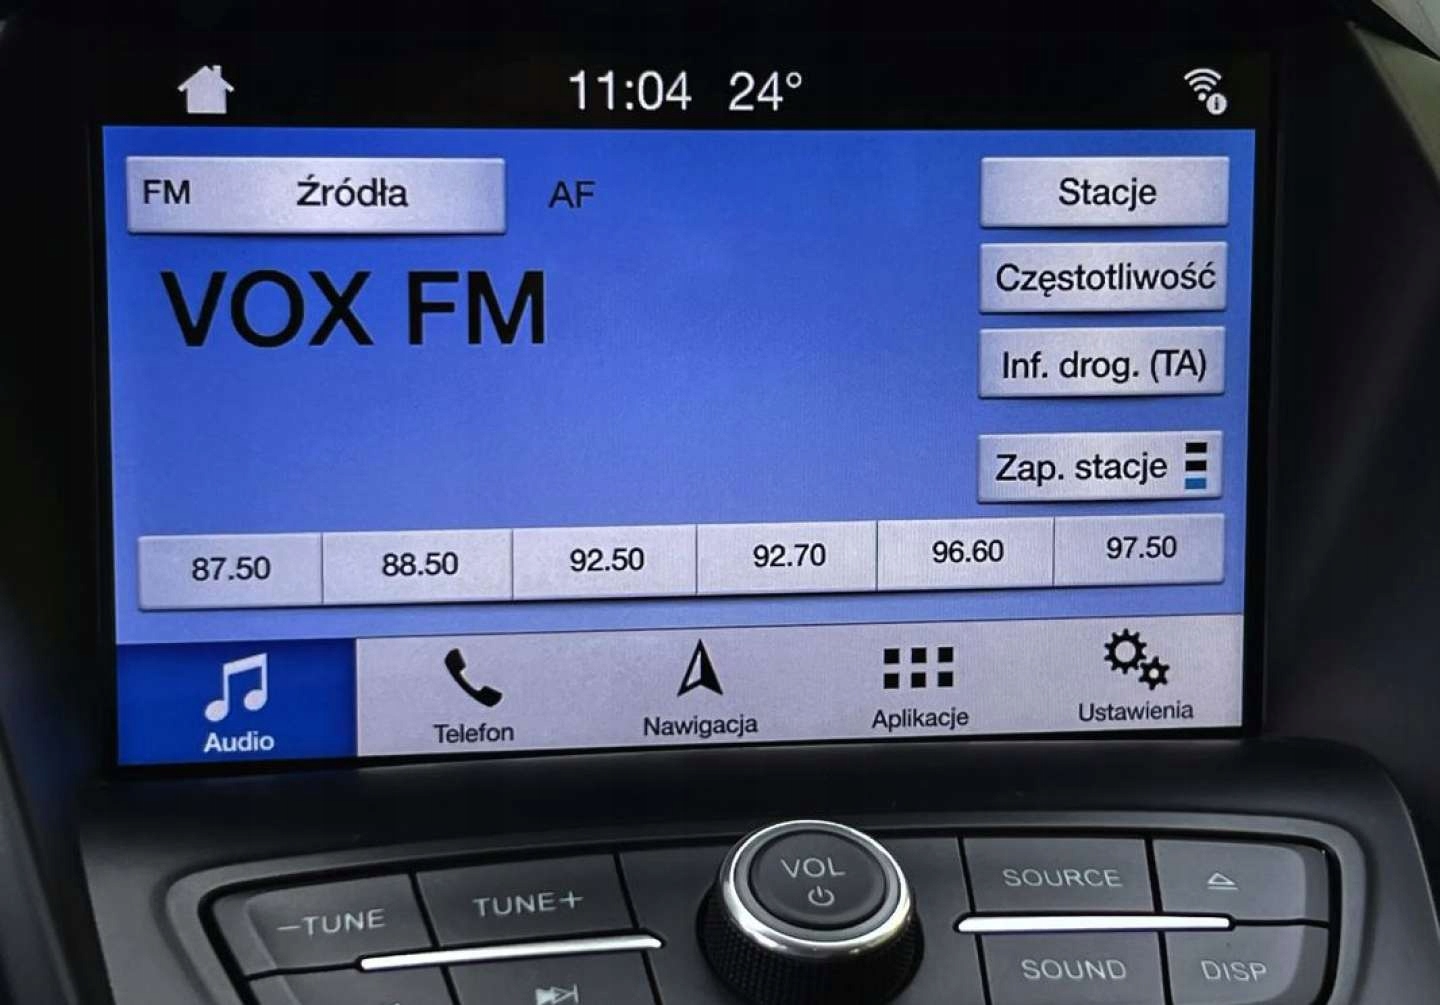 11:04 24°
FM Źródła AF Stacje
VOX FM
Częstotliwość
Inf. drog. (TA)
Zap. stacje
87.50 88.50 92.50 92.70 96.60 97.50
Audio Telefon Nawigacja Aplikacje Ustawienia
–TUNE TUNE+ VOL SOURCE
SOUND DISP